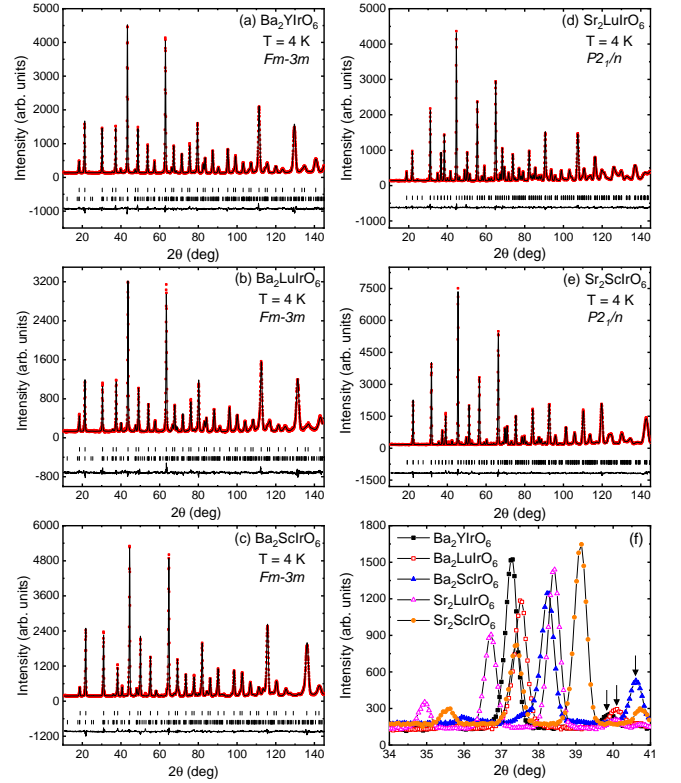 (a) Ba2YIrO6
T = 4 K
Fm-3m
Intensity (arb. units)
5000
4000
3000
2000
1000
0
-1000
20 40 60 80 100 120 140
2θ (deg)
(d) Sr2LuIrO6
T = 4 K
P21/n
Intensity (arb. units)
5400
4200
3000
1800
600
-600
20 40 60 80 100 120 140
2θ (deg)
(b) Ba2LuIrO6
T = 4 K
Fm-3m
Intensity (arb. units)
3200
2400
1600
800
0
-800
20 40 60 80 100 120 140
2θ (deg)
(e) Sr2ScIrO6
T = 4 K
P21/n
Intensity (arb. units)
7500
6000
4500
3000
1500
0
-1500
20 40 60 80 100 120 140
2θ (deg)
(c) Ba2ScIrO6
T = 4 K
Fm-3m
Intensity (arb. units)
6000
4800
3600
2400
1200
0
-1200
20 40 60 80 100 120 140
2θ (deg)
(f)
Ba2YIrO6
Ba2LuIrO6
Ba2ScIrO6
Sr2LuIrO6
Sr2ScIrO6
Intensity (arb. units)
1800
1500
1200
900
600
300
0
34 35 36 37 38 39 40 41
2θ (deg)